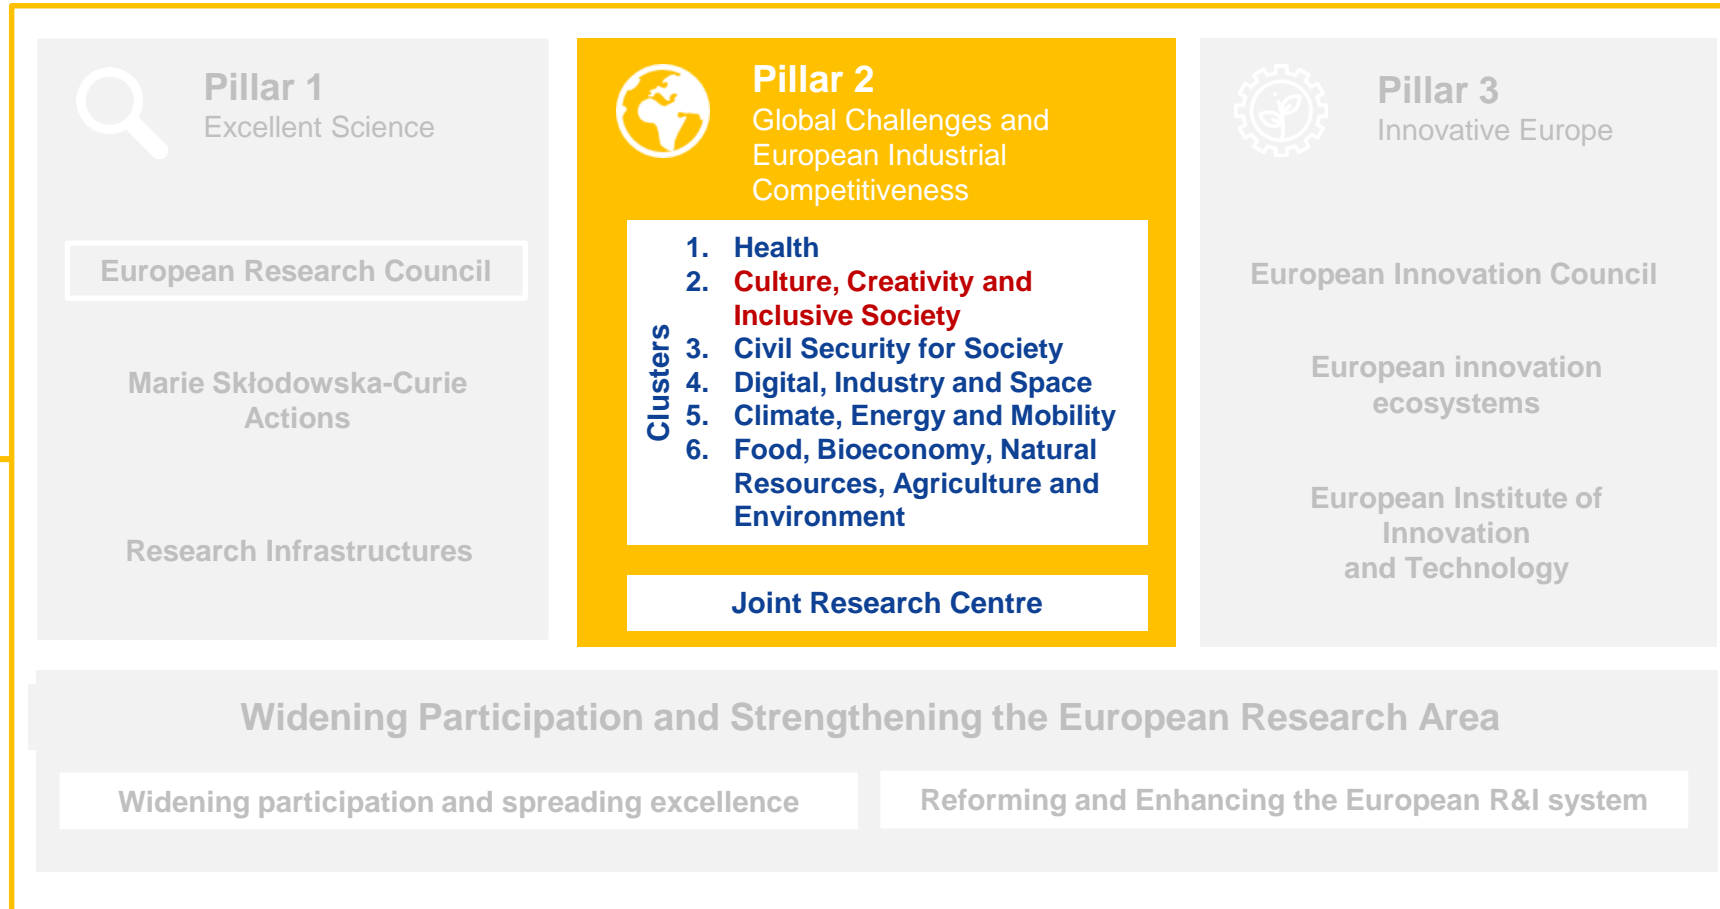 Pillar 1
Excellent Science
European Research Council
Marie Skłodowska-Curie
Actions
Research Infrastructures
Pillar 2
Global Challenges and
European Industrial
Competitiveness
Clusters
1. Health
2. Culture, Creativity and
Inclusive Society
3. Civil Security for Society
4. Digital, Industry and Space
5. Climate, Energy and Mobility
6. Food, Bioeconomy, Natural
Resources, Agriculture and
Environment
Joint Research Centre
Pillar 3
Innovative Europe
European Innovation Council
European innovation
ecosystems
European Institute of
Innovation
and Technology
Widening Participation and Strengthening the European Research Area
Widening participation and spreading excellence
Reforming and Enhancing the European R&I system